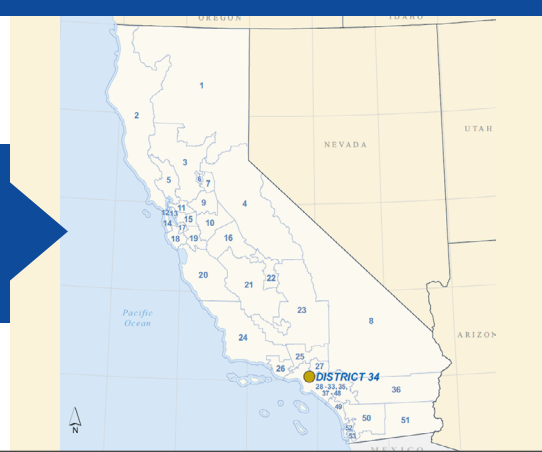 OREGON
IDAHO
1
2
UTAH
NEVADA
3
5
6
7
4
9
11
12
13
15
10
14
17
18
19
16
20
21
22
23
8
Pacific
Ocean
24
ARIZON
25
26
27
DISTRICT 34
28 - 33, 35,
37 - 48
36
49
50
51
52
53
N
MEXICO